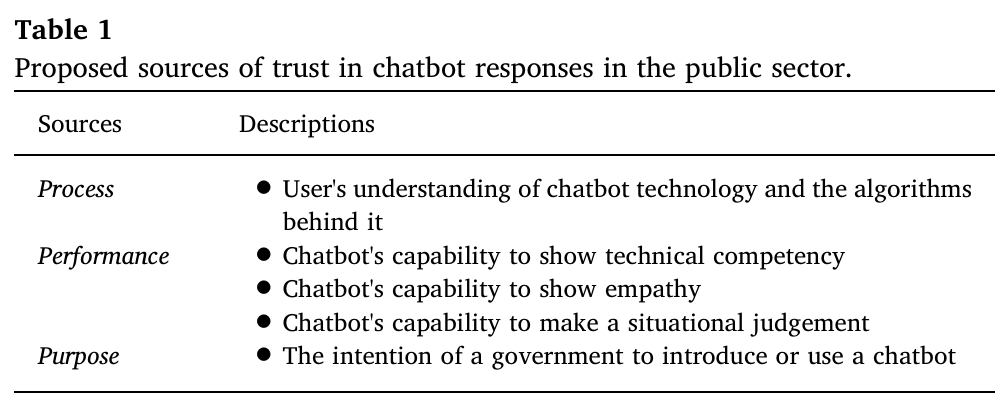 Table 1
Proposed sources of trust in chatbot responses in the public sector.
Sources Descriptions
Process ● User's understanding of chatbot technology and the algorithms
behind it
Performance ● Chatbot's capability to show technical competency
● Chatbot's capability to show empathy
● Chatbot's capability to make a situational judgement
Purpose ● The intention of a government to introduce or use a chatbot